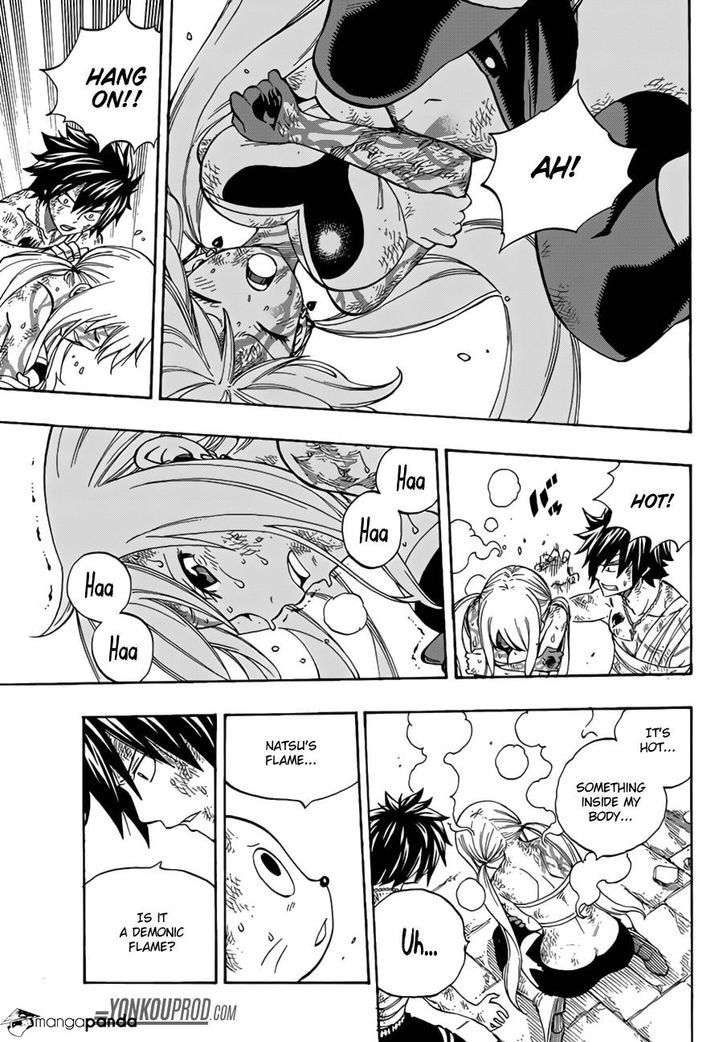 AH!
HANG
ON!!
HOT!
Haa
Haa
Haa
Haa
IT'S
HOT...
SOMETHING
INSIDE MY
BODY...
Uh...
NATSU'S
FLAME...
IS IT
A DEMONIC
FLAME?
=YONKOUPROD.COM
mangapanda